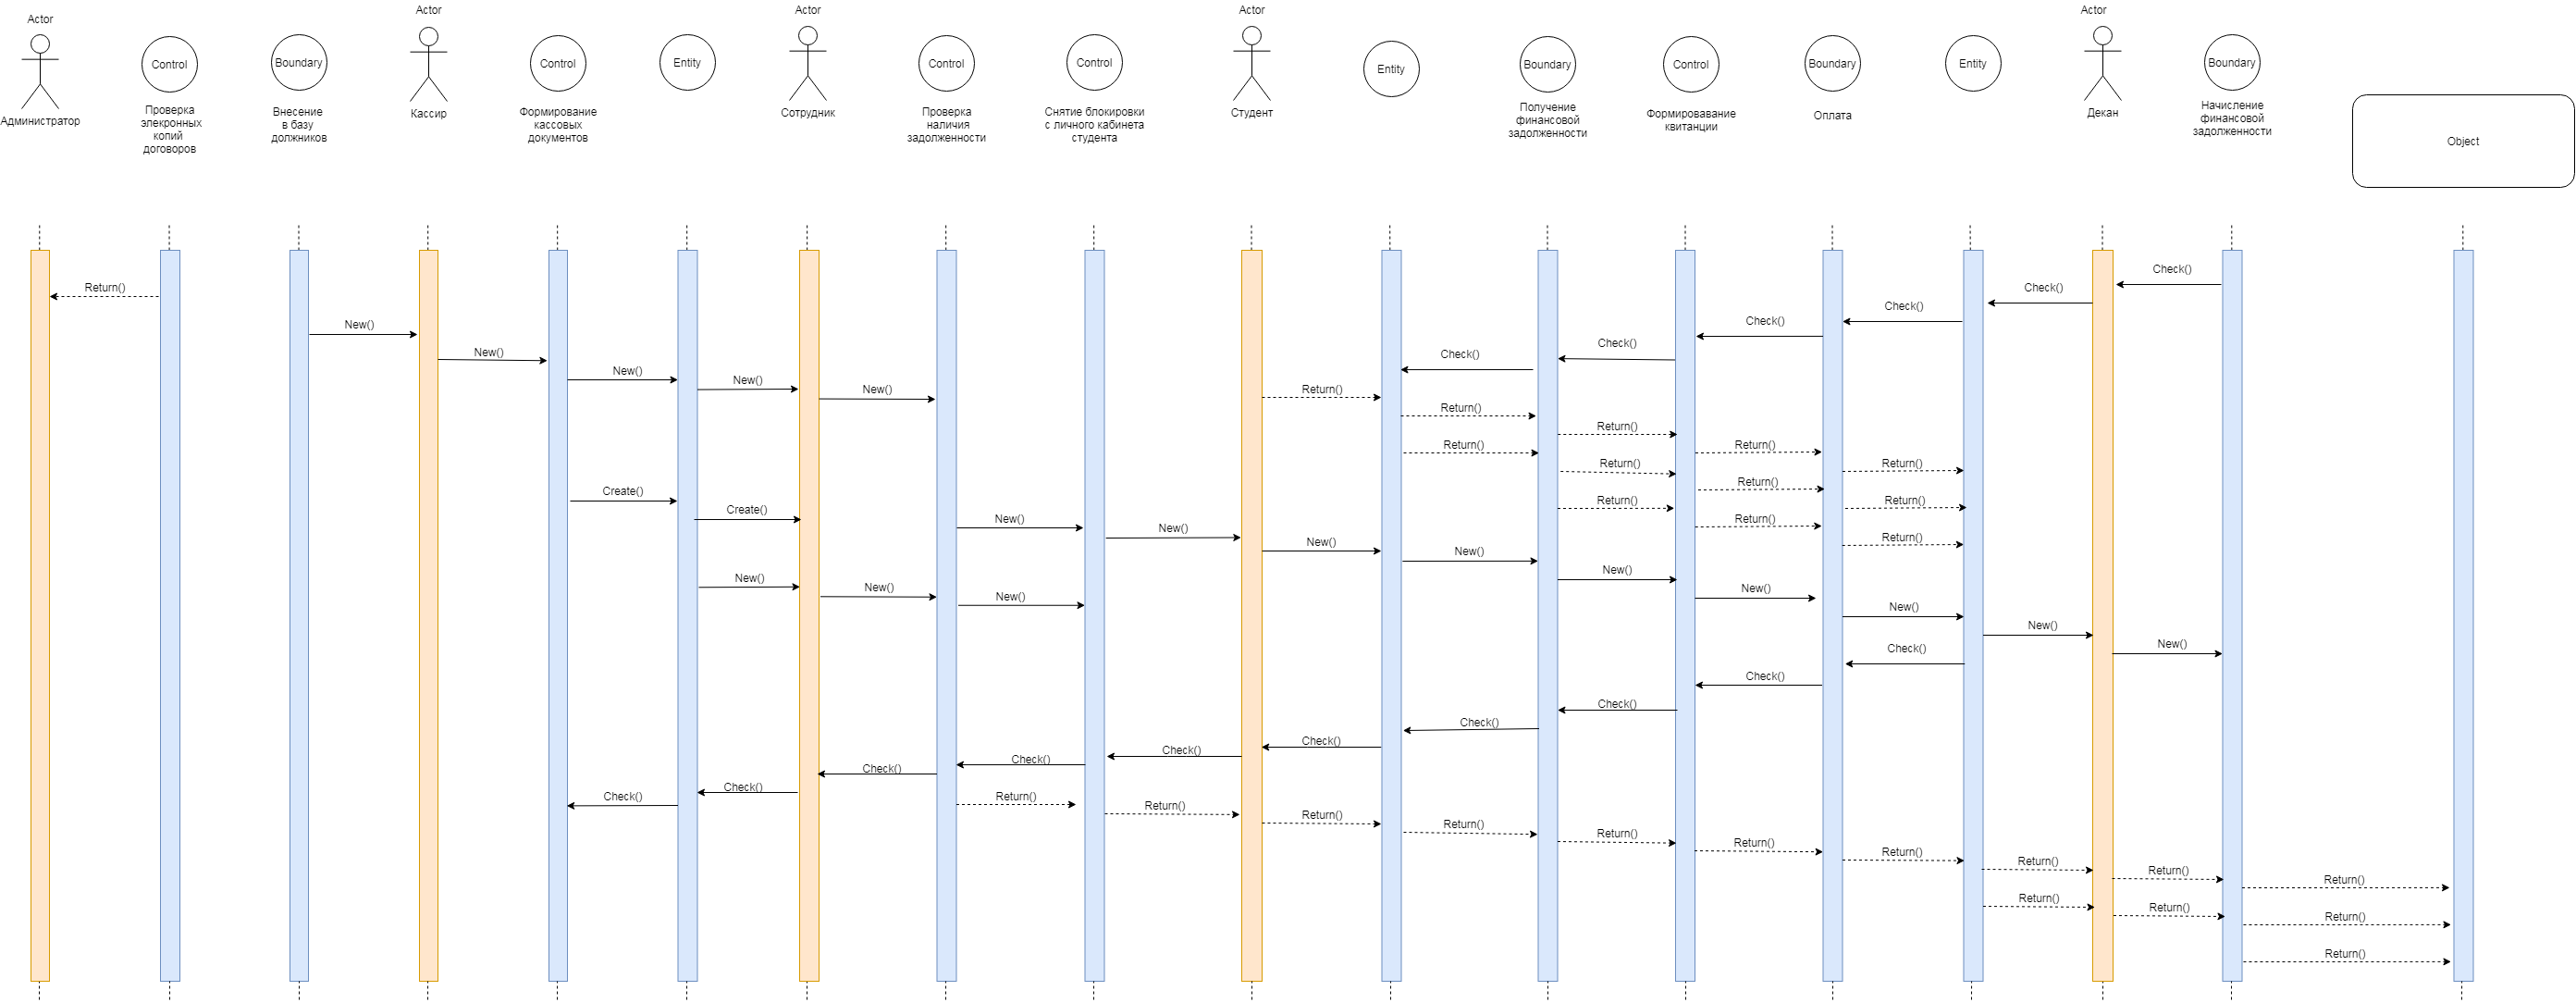 Actor
Actor
Actor
Actor
Actor
Control
Boundary
Control
Entity
Control
Control
Entity
Boundary
Control
Boundary
Entity
Boundary
Администратор
Проверка
элекронных
копий
договоров
Внесение
в базу
должников
Кассир
Формирование
кассовых
документов
Сотрудник
Проверка
наличия
задолженности
Снятие блокировки
с личного кабинета
студента
Студент
Получение
финансовой
задолженности
Формировавание
квитанции
Оплата
Декан
Начисление
финансовой
задолженности
Object
Check()
Return()
Check()
Check()
Check()
New()
Check()
New()
Check()
New()
New()
New()
Return()
Return()
Return()
Return()
Return()
Return()
Return()
Return()
Create()
Return()
Return()
Return()
Create()
New()
Return()
New()
Return()
New()
New()
New()
New()
New()
New()
New()
New()
New()
New()
Check()
Check()
Check()
Check()
Check()
Check()
Check()
Check()
Check()
Check()
Return()
Return()
Return()
Return()
Return()
Return()
Return()
Return()
Return()
Return()
Return()
Return()
Return()
Return()